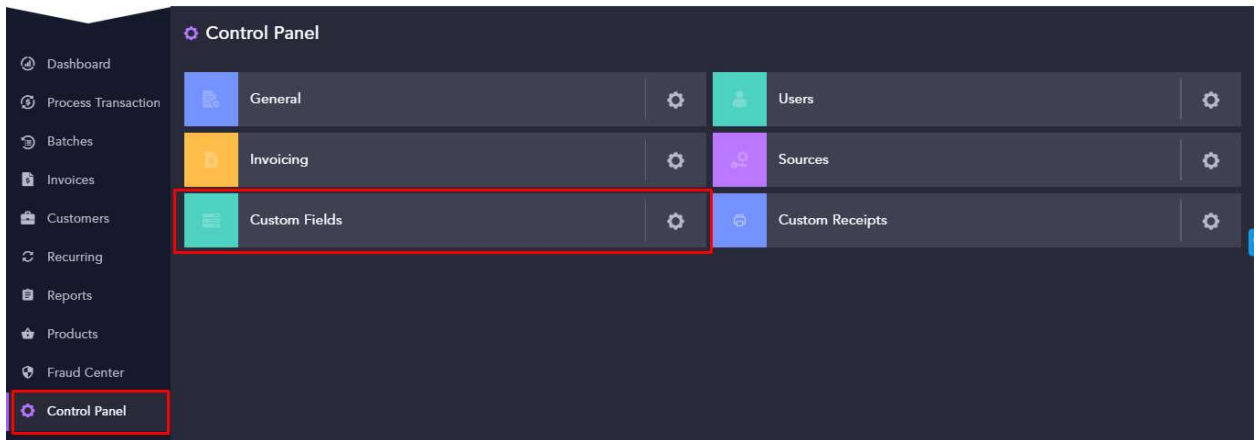 Control Panel
Dashboard
Process Transaction
Batches
Invoices
Customers
Recurring
Reports
Products
Fraud Center
Control Panel
General
Users
Invoicing
Sources
Custom Fields
Custom Receipts